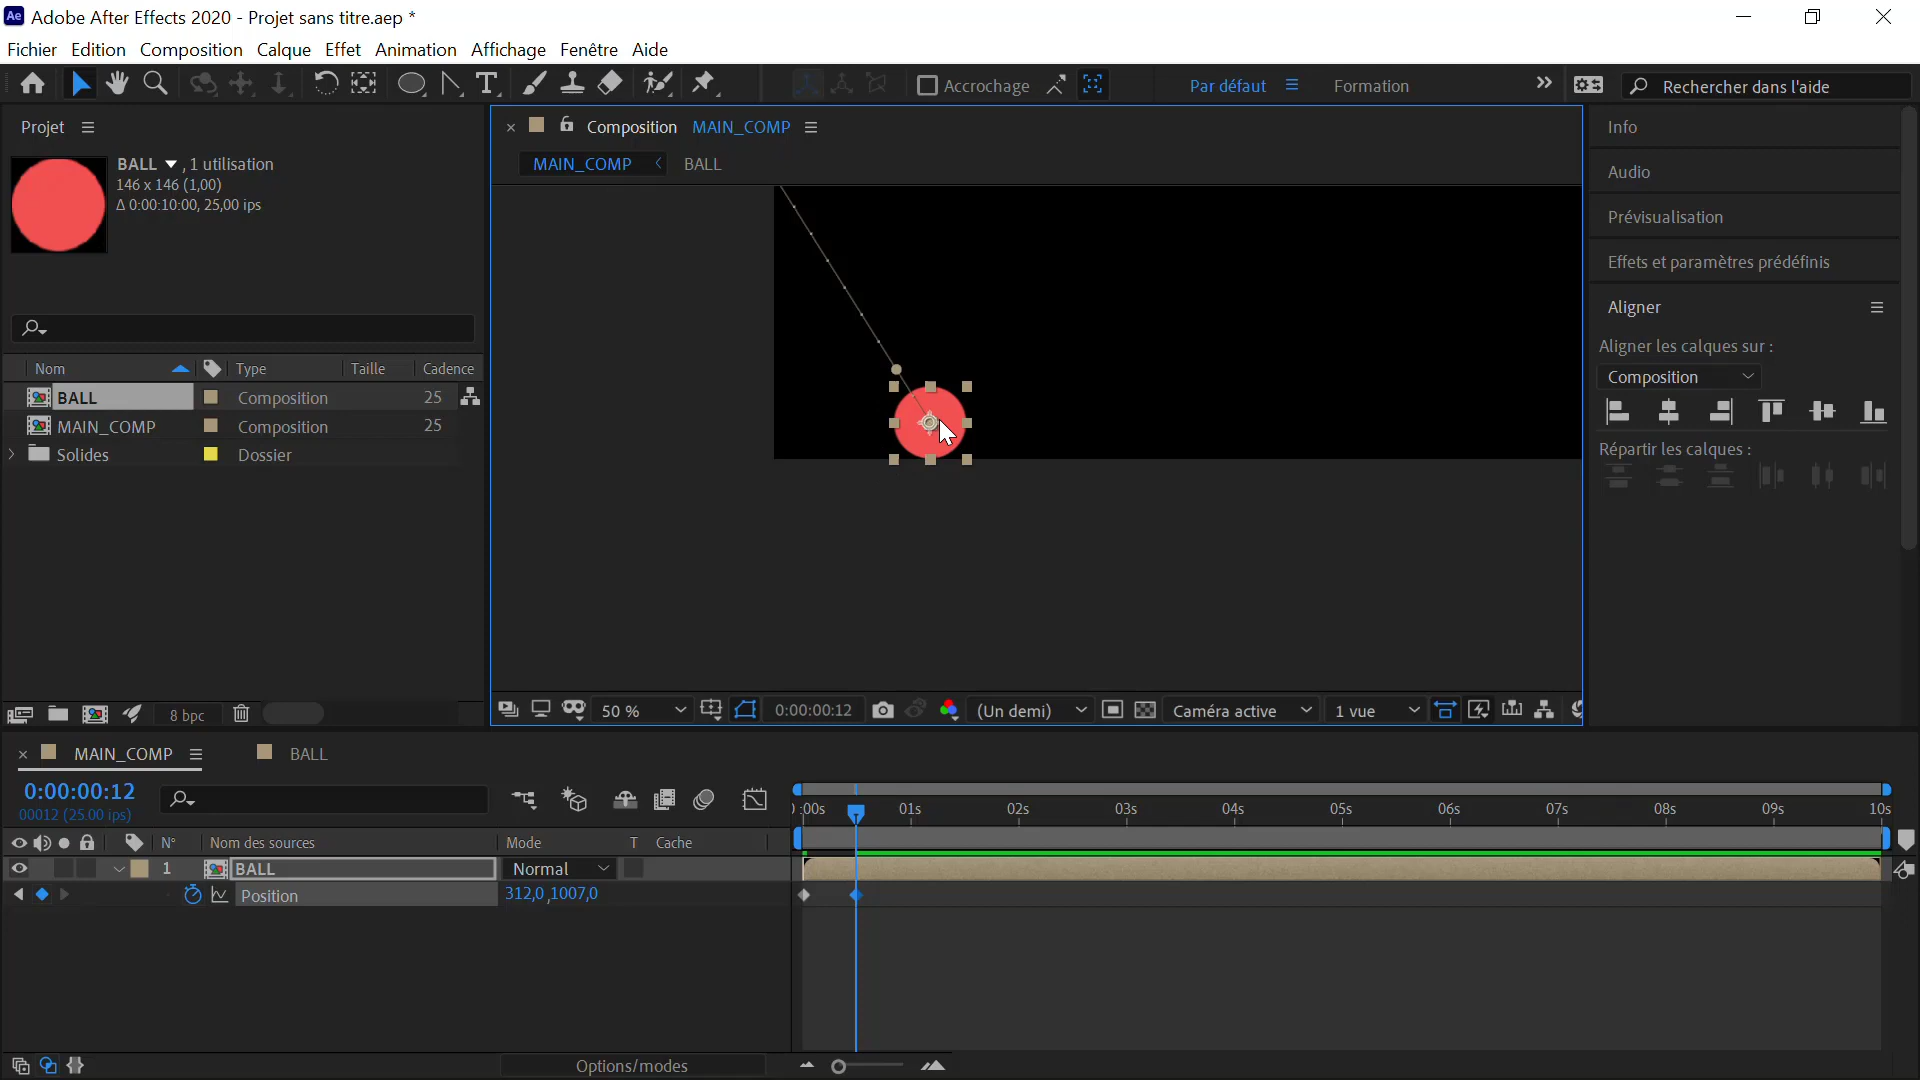 Ae Adobe After Effects 2020 - Projet sans titre.aep *
Fichier Edition Composition Calque Effet Animation Affichage Fenêtre Aide
Accrochage Par défaut Formation Rechercher dans l'aide
Projet
BALL , 1 utilisation
146 x 146 (1,00)
Δ 0:00:10:00, 25,00 ips
Nom Type Taille Cadence
BALL Composition 25
MAIN_COMP Composition 25
Solides Dossier
8 bpc
Composition MAIN_COMP
MAIN_COMP BALL
50 % 0:00:00:12 (Un demi) Caméra active 1 vue
Info
Audio
Prévisualisation
Effets et paramètres prédéfinis
Aligner
Aligner les calques sur :
Composition
Répartir les calques :
MAIN_COMP BALL
0:00:00:12
00012 (25.00 ips)
:00s 01s 02s 03s 04s 05s 06s 07s 08s 09s 10s
N° Nom des sources Mode T Cache
1 BALL Normal
Position 312,0 ,1007,0
Options/modes